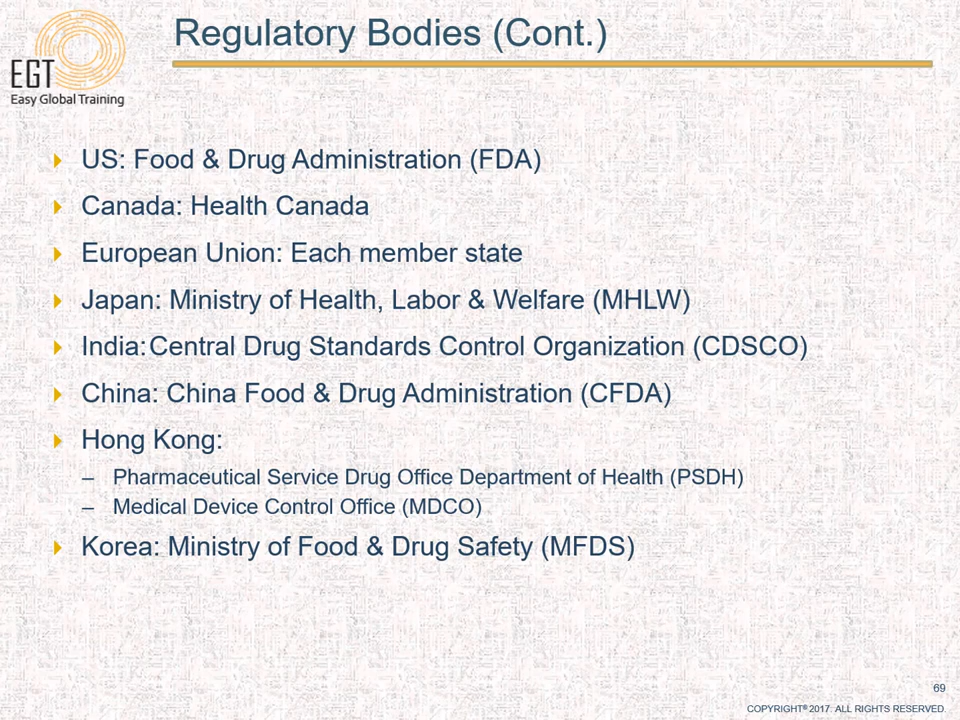 Regulatory Bodies (Cont.)
EGT
Easy Global Training
US: Food & Drug Administration (FDA)
Canada: Health Canada
European Union: Each member state
Japan: Ministry of Health, Labor & Welfare (MHLW)
India:Central Drug Standards Control Organization (CDSCO)
China: China Food & Drug Administration (CFDA)
Hong Kong:
– Pharmaceutical Service Drug Office Department of Health (PSDH)
– Medical Device Control Office (MDCO)
Korea: Ministry of Food & Drug Safety (MFDS)
69
COPYRIGHT® 2017. ALL RIGHTS RESERVED.